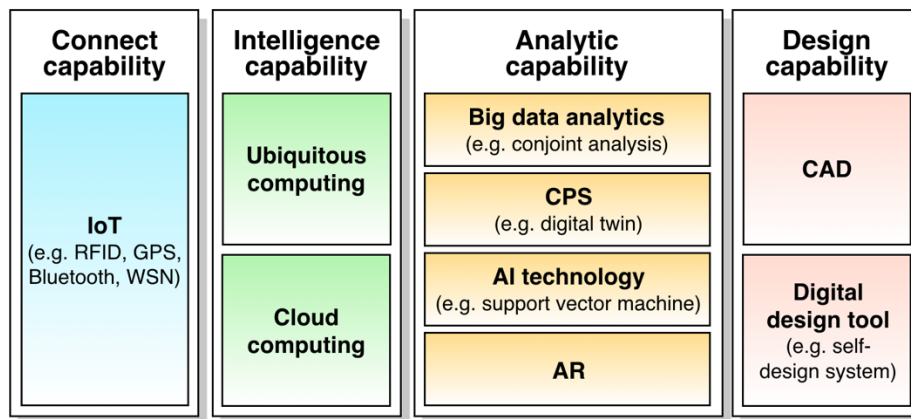 Connect
capability
IoT
(e.g. RFID, GPS,
Bluetooth, WSN)
Intelligence
capability
Ubiquitous
computing
Cloud
computing
Analytic
capability
Big data analytics
(e.g. conjoint analysis)
CPS
(e.g. digital twin)
AI technology
(e.g. support vector machine)
AR
Design
capability
CAD
Digital
design tool
(e.g. self-
design system)